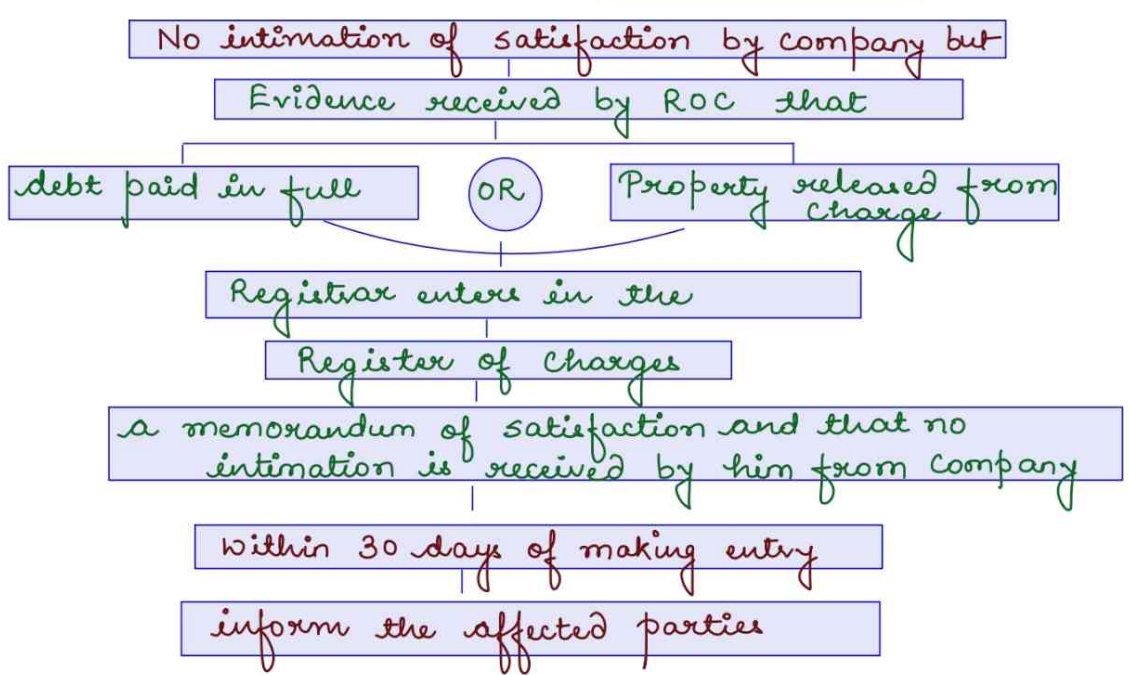 No intimation of satisfaction by company but
Evidence received by ROC that
debt paid in full
OR
Property released from
charge
Registrar enters in the
Register of charges
a memorandum of satisfaction and that no
intimation is received by him from company
within 30 days of making entry
inform the affected parties